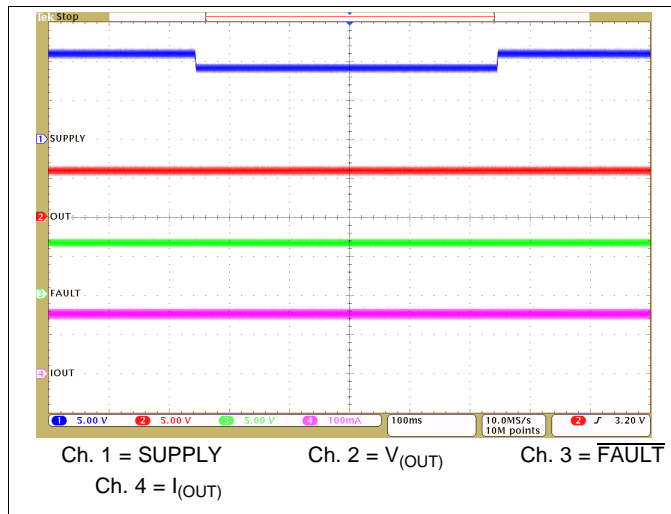 Tek Stop
1 SUPPLY
2 OUT
3 FAULT
4 IOUT
1 5.00 V 2 5.00 V 3 5.00 V 4 100mA 100ms 10.0MS/s 2 ʃ 3.20 V
10M points
Ch. 1 = SUPPLY Ch. 2 = V(OUT) Ch. 3 = FAULT
Ch. 4 = I(OUT)